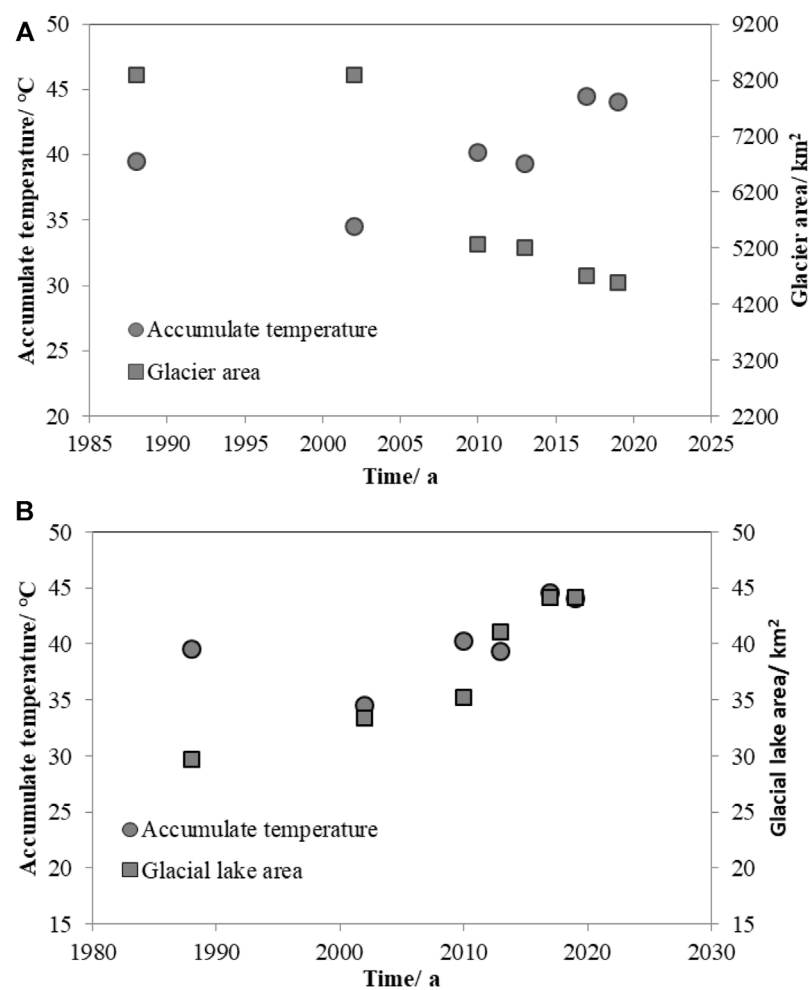 A
Accumulate temperature/ °C
50
45
40
35
30
25
20
9200
8200
7200
6200
5200
4200
3200
2200
Glacier area/ km²
Accumulate temperature
Glacier area
1985 1990 1995 2000 2005 2010 2015 2020 2025
Time/ a
B
Accumulate temperature/ °C
50
45
40
35
30
25
20
15
50
45
40
35
30
25
20
15
Glacial lake area/ km²
Accumulate temperature
Glacial lake area
1980 1990 2000 2010 2020 2030
Time/ a